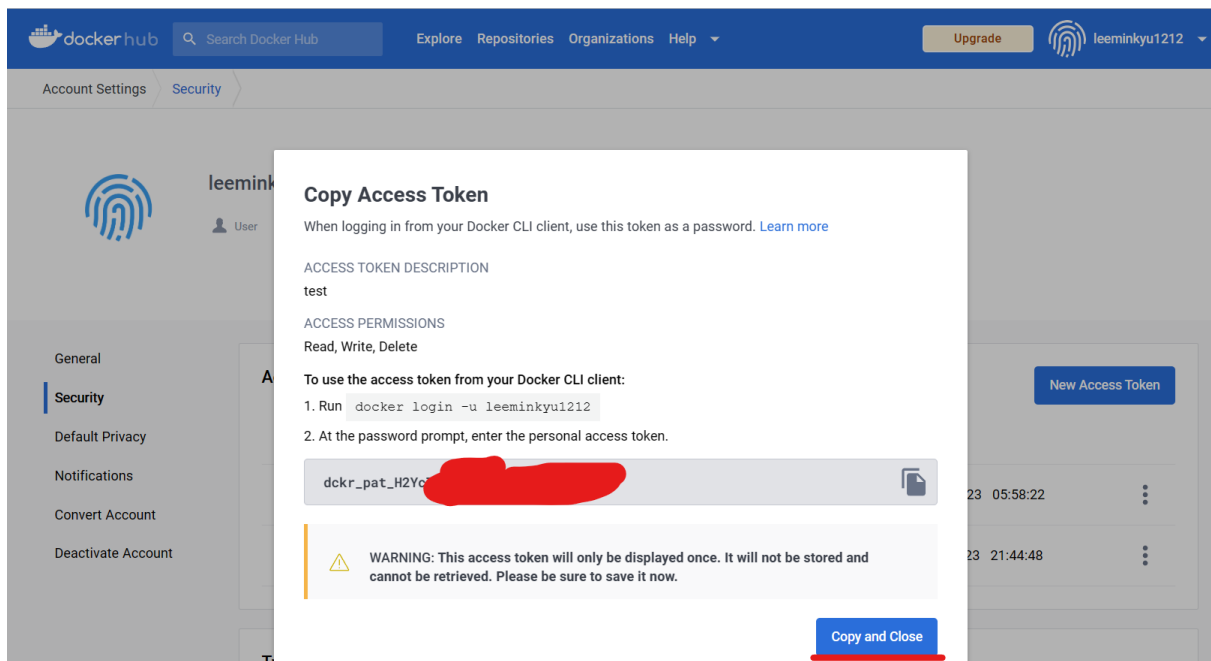 dockerhub
Search Docker Hub
Explore Repositories Organizations Help
Upgrade
leeminkyu1212
Account Settings
Security
leemink
User
General
Security
Default Privacy
Notifications
Convert Account
Deactivate Account
New Access Token
23 05:58:22
23 21:44:48
Copy Access Token
When logging in from your Docker CLI client, use this token as a password. Learn more
ACCESS TOKEN DESCRIPTION
test
ACCESS PERMISSIONS
Read, Write, Delete
To use the access token from your Docker CLI client:
1. Run docker login -u leeminkyu1212
2. At the password prompt, enter the personal access token.
dckr_pat_H2Yc
WARNING: This access token will only be displayed once. It will not be stored and
cannot be retrieved. Please be sure to save it now.
Copy and Close